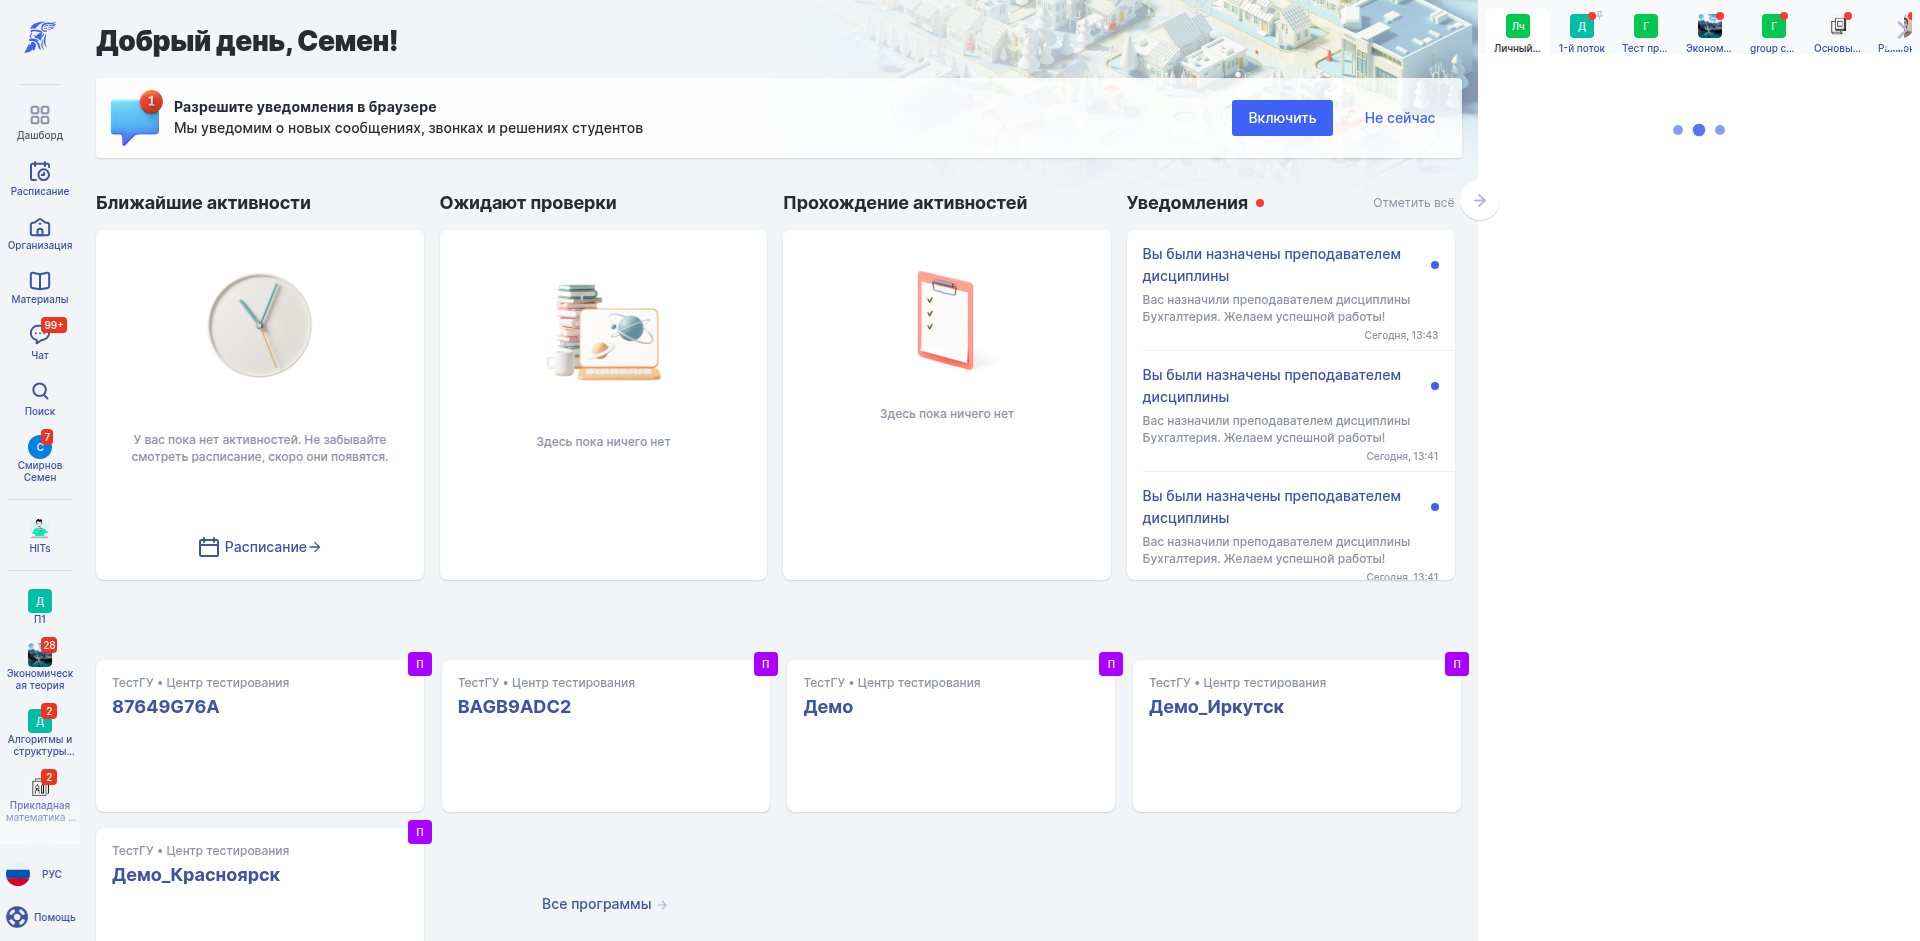 Добрый день, Семен!
1
Разрешите уведомления в браузере
Мы уведомим о новых сообщениях, звонках и решениях студентов
Включить
Не сейчас
Дашборд
Расписание
Организация
Материалы
99+
Чат
Поиск
7
С
Смирнов
Семен
HITs
Д
П1
28
Экономическ
ая теория
2
Д
Алгоритмы и
структуры...
2
Прикладная
математика ...
РУС
Помощь
Ближайшие активности
У вас пока нет активностей. Не забывайте
смотреть расписание, скоро они появятся.
Расписание
Ожидают проверки
Здесь пока ничего нет
Прохождение активностей
Здесь пока ничего нет
Уведомления
Отметить всё
Вы были назначены преподавателем
дисциплины
Вас назначили преподавателем дисциплины
Бухгалтерия. Желаем успешной работы!
Сегодня, 13:43
Вы были назначены преподавателем
дисциплины
Вас назначили преподавателем дисциплины
Бухгалтерия. Желаем успешной работы!
Сегодня, 13:41
Вы были назначены преподавателем
дисциплины
Вас назначили преподавателем дисциплины
Бухгалтерия. Желаем успешной работы!
Сегодня, 13:41
П
ТестГУ • Центр тестирования
87649G76A
П
ТестГУ • Центр тестирования
BAGB9ADC2
П
ТестГУ • Центр тестирования
Демо
П
ТестГУ • Центр тестирования
Демо_Иркутск
П
ТестГУ • Центр тестирования
Демо_Красноярск
Все программы
Лч
Личный...
Д
1-й поток
Г
Тест пр...
Эконом...
Г
group c...
Основы...